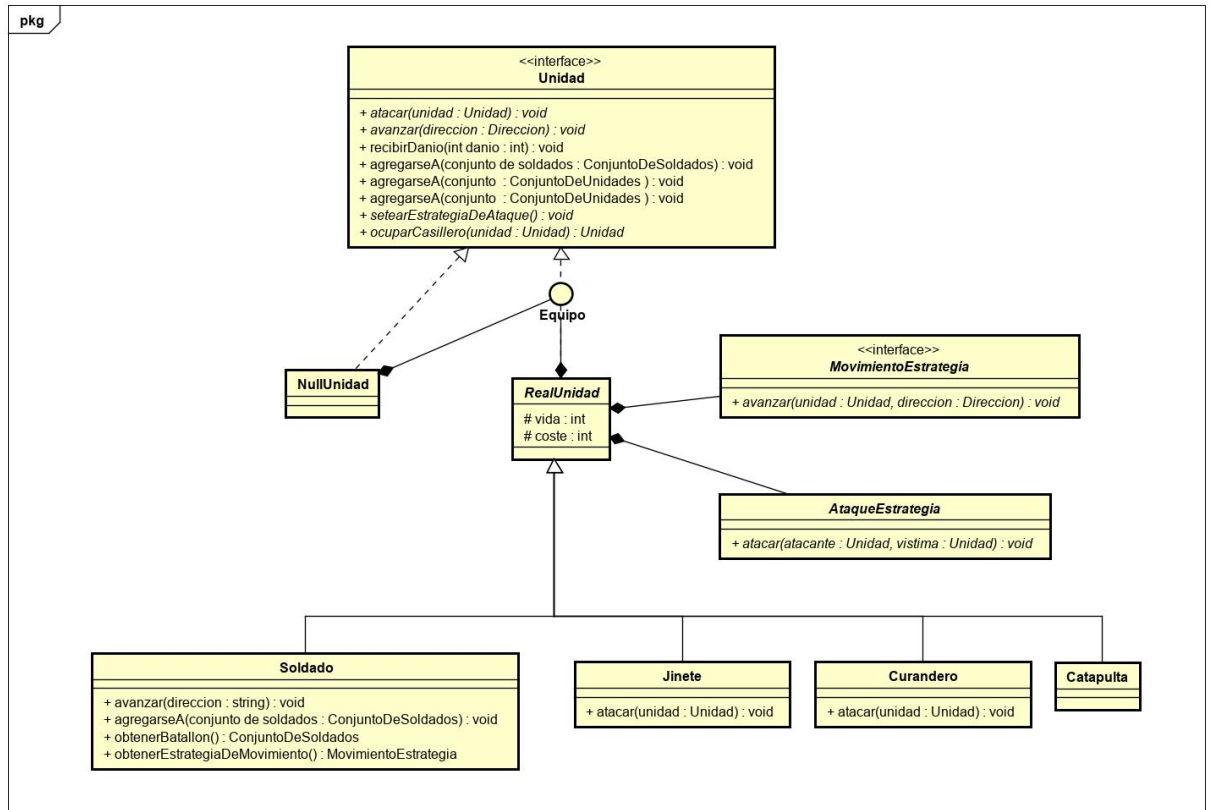 pkg
<<interface>>
Unidad
+ atacar(unidad : Unidad) : void
+ avanzar(direccion : Direccion) : void
+ recibirDanio(int danio : int) : void
+ agregarseA(conjunto de soldados : ConjuntoDeSoldados) : void
+ agregarseA(conjunto : ConjuntoDeUnidades ) : void
+ agregarseA(conjunto : ConjuntoDeUnidades ) : void
+ setearEstrategiaDeAtaque() : void
+ ocuparCasillero(unidad : Unidad) : Unidad
Equipo
NullUnidad
RealUnidad
# vida : int
# coste : int
<<interface>>
MovimientoEstrategia
+ avanzar(unidad : Unidad, direccion : Direccion) : void
AtaqueEstrategia
+ atacar(atacante : Unidad, vistima : Unidad) : void
Soldado
+ avanzar(direccion : string) : void
+ agregarseA(conjunto de soldados : ConjuntoDeSoldados) : void
+ obtenerBatallon() : ConjuntoDeSoldados
+ obtenerEstrategiaDeMovimiento() : MovimientoEstrategia
Jinete
+ atacar(unidad : Unidad) : void
Curandero
+ atacar(unidad : Unidad) : void
Catapulta